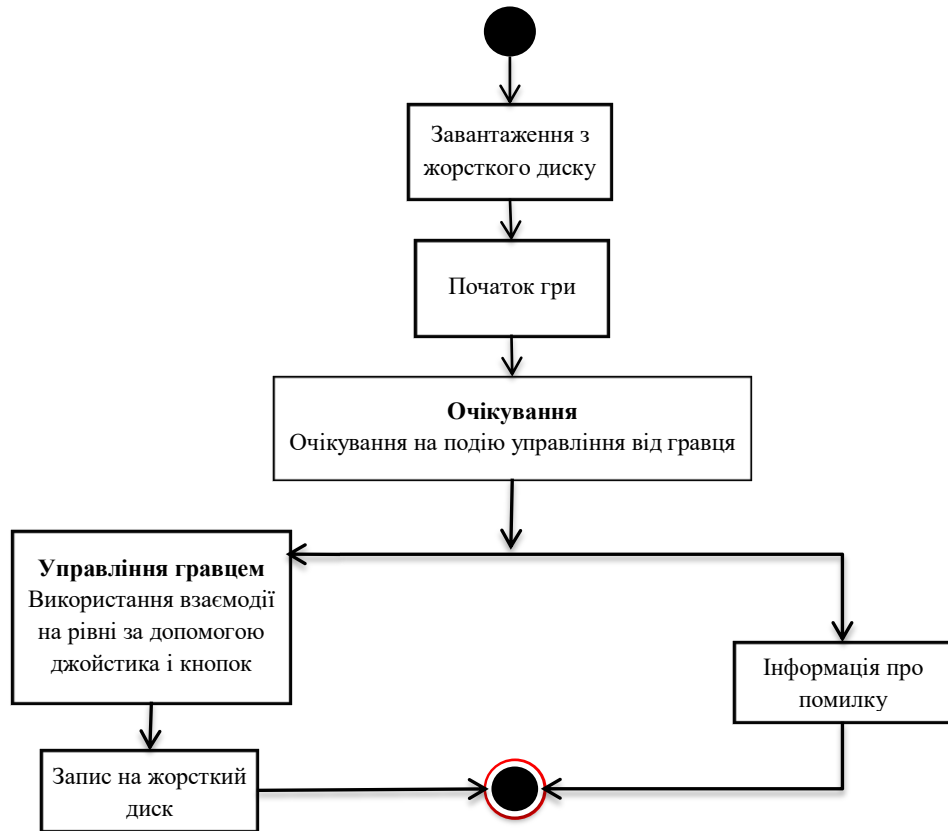 Завантаження з
жорсткого диску
Початок гри
Очікування
Очікування на подію управління від гравця
Управління гравцем
Використання взаємодії
на рівні за допомогою
джойстика і кнопок
Інформація про
помилку
Запис на жорсткий
диск